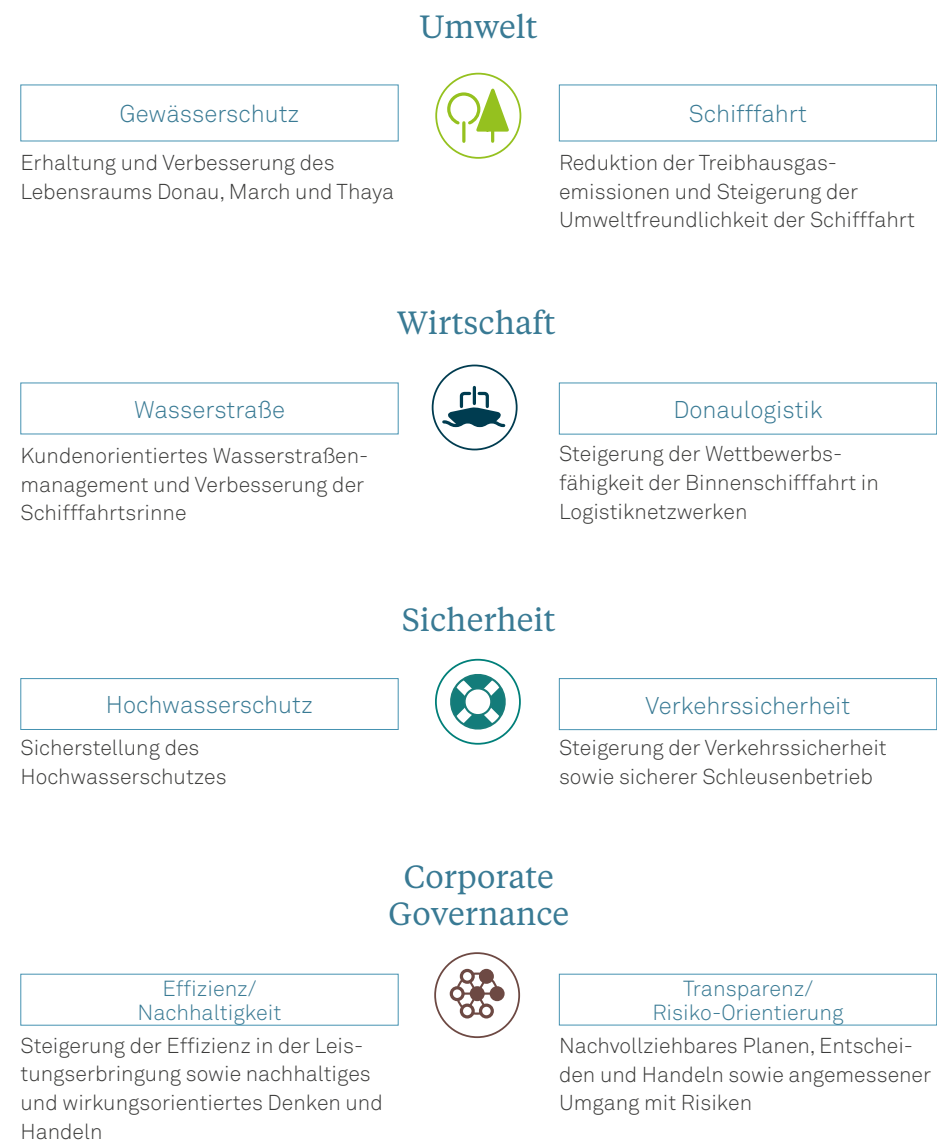 Umwelt
Gewässerschutz
Erhaltung und Verbesserung des
Lebensraums Donau, March und Thaya
Schifffahrt
Reduktion der Treibhausgas-
emissionen und Steigerung der
Umweltfreundlichkeit der Schifffahrt
Wirtschaft
Wasserstraße
Kundenorientiertes Wasserstraßen-
management und Verbesserung der
Schifffahrtsrinne
Donaulogistik
Steigerung der Wettbewerbs-
fähigkeit der Binnenschifffahrt in
Logistiknetzwerken
Sicherheit
Hochwasserschutz
Sicherstellung des
Hochwasserschutzes
Verkehrssicherheit
Steigerung der Verkehrssicherheit
sowie sicherer Schleusenbetrieb
Corporate
Governance
Effizienz/
Nachhaltigkeit
Steigerung der Effizienz in der Leis-
tungserbringung sowie nachhaltiges
und wirkungsorientiertes Denken und
Handeln
Transparenz/
Risiko-Orientierung
Nachvollziehbares Planen, Entschei-
den und Handeln sowie angemessener
Umgang mit Risiken